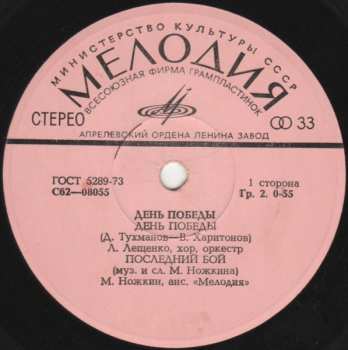 МИНИСТЕРСТВО КУЛЬТУРЫ СССР
МЕЛОДИЯ
ВСЕСОЮЗНАЯ ФИРМА ГРАМПЛАСТИНОК
СТЕРЕО
33
АПРЕЛЕВСКИЙ ОРДЕНА ЛЕНИНА ЗАВОД
ГОСТ 5289-73
С62—08055
1 сторона
Гр. 2. 0-55
ДЕНЬ ПОБЕДЫ
ДЕНЬ ПОБЕДЫ
(Д. Тухманов—В. Харитонов)
Л. Лещенко, хор, оркестр
ПОСЛЕДНИЙ БОЙ
(муз. и сл. М. Ножкина)
М. Ножкин, анс. «Мелодия»